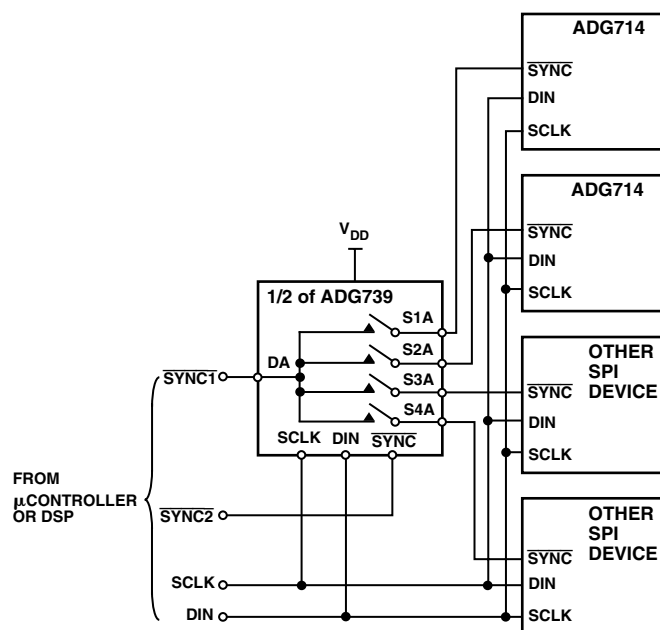 ADG714
SYNC
DIN
SCLK
ADG714
SYNC
DIN
SCLK
VDD
1/2 of ADG739
S1A
S2A
DA
S3A
S4A
SCLK DIN SYNC
SYNC1
OTHER
SPI
DEVICE
SYNC
DIN
SCLK
FROM
μCONTROLLER
OR DSP
SYNC2
SCLK
DIN
OTHER
SPI
DEVICE
SYNC
DIN
SCLK